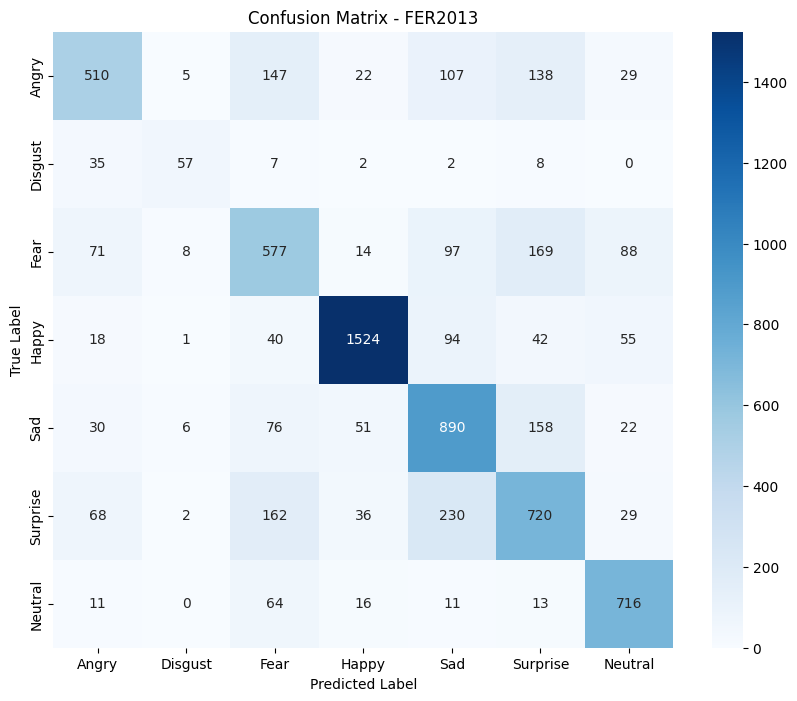 Confusion Matrix - FER2013
True Label
Angry 510 5 147 22 107 138 29
Disgust 35 57 7 2 2 8 0
Fear 71 8 577 14 97 169 88
Happy 18 1 40 1524 94 42 55
Sad 30 6 76 51 890 158 22
Surprise 68 2 162 36 230 720 29
Neutral 11 0 64 16 11 13 716
Angry Disgust Fear Happy Sad Surprise Neutral
Predicted Label
1400
1200
1000
800
600
400
200
0